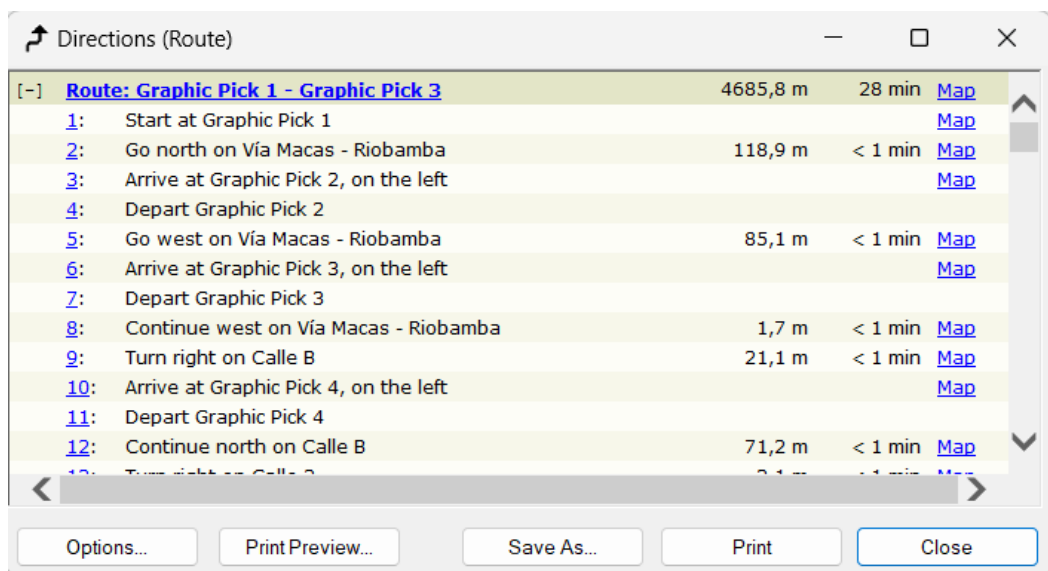 Directions (Route)
[-] Route: Graphic Pick 1 - Graphic Pick 3 4685,8 m 28 min Map
1: Start at Graphic Pick 1 Map
2: Go north on Vía Macas - Riobamba 118,9 m < 1 min Map
3: Arrive at Graphic Pick 2, on the left Map
4: Depart Graphic Pick 2
5: Go west on Vía Macas - Riobamba 85,1 m < 1 min Map
6: Arrive at Graphic Pick 3, on the left Map
7: Depart Graphic Pick 3
8: Continue west on Vía Macas - Riobamba 1,7 m < 1 min Map
9: Turn right on Calle B 21,1 m < 1 min Map
10: Arrive at Graphic Pick 4, on the left Map
11: Depart Graphic Pick 4
12: Continue north on Calle B 71,2 m < 1 min Map
Turn right on Calle
Options... Print Preview... Save As... Print Close